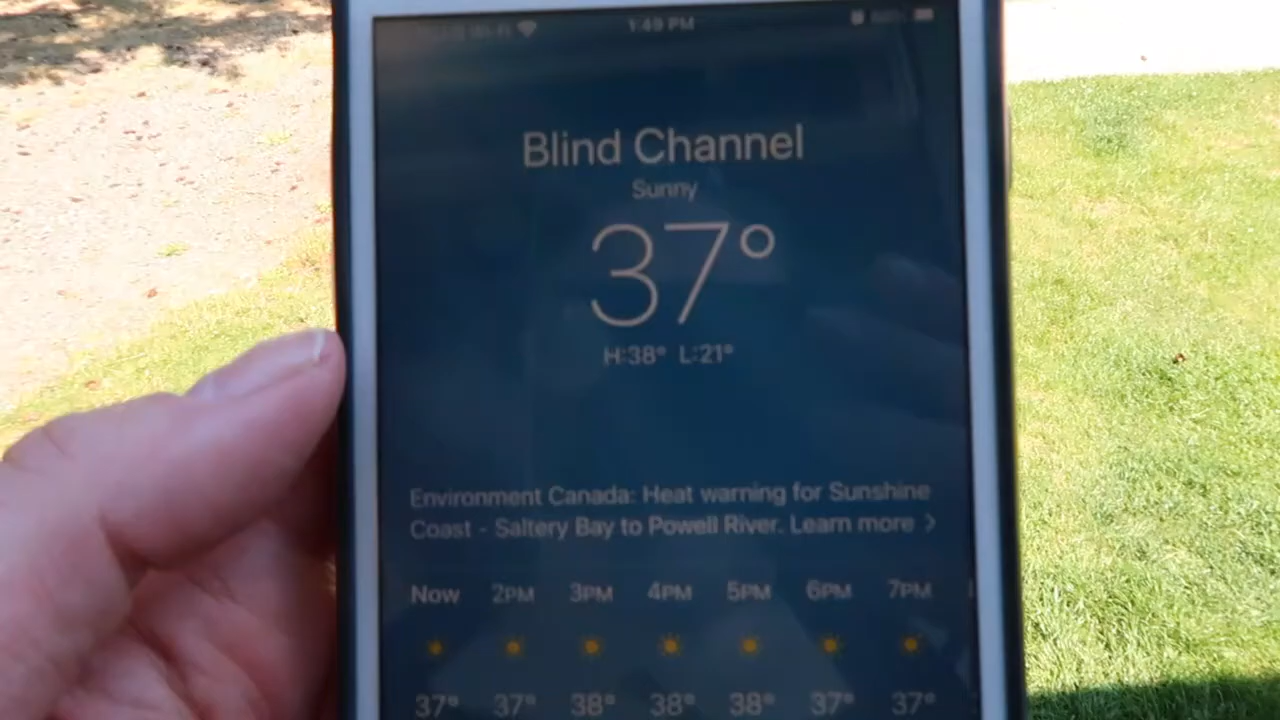 1:49 PM
Blind Channel
Sunny
37°
H:38° L:21°
Environment Canada: Heat warning for Sunshine
Coast - Saltery Bay to Powell River. Learn more >
Now 2PM 3PM 4PM 5PM 6PM 7PM
37° 37° 38° 38° 38° 37° 37°